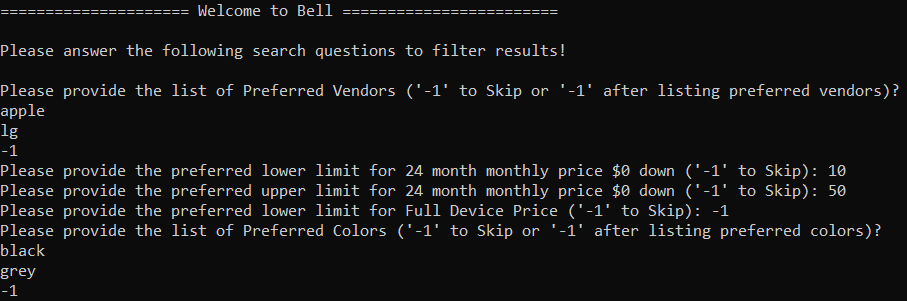 ===================== Welcome to Bell ========================
Please answer the following search questions to filter results!
Please provide the list of Preferred Vendors ('-1' to Skip or '-1' after listing preferred vendors)?
apple
lg
-1
Please provide the preferred lower limit for 24 month monthly price $0 down ('-1' to Skip): 10
Please provide the preferred upper limit for 24 month monthly price $0 down ('-1' to Skip): 50
Please provide the preferred lower limit for Full Device Price ('-1' to Skip): -1
Please provide the list of Preferred Colors ('-1' to Skip or '-1' after listing preferred colors)?
black
grey
-1